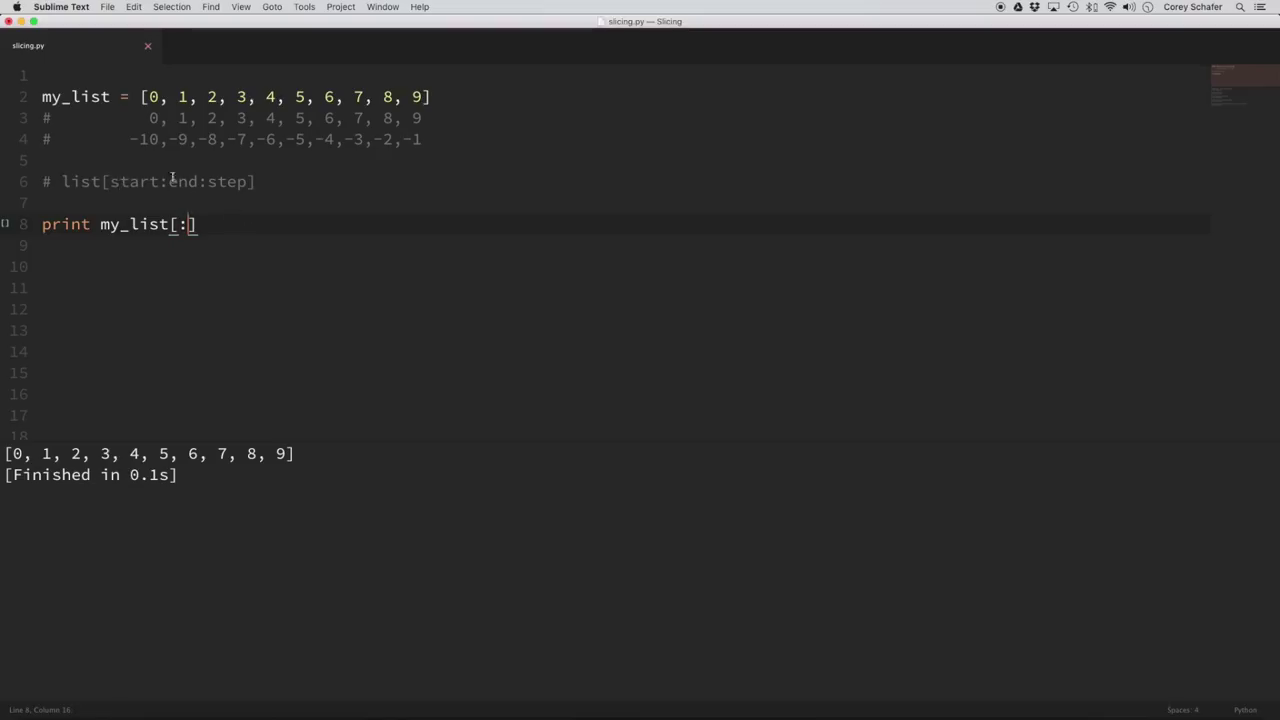 Sublime Text File Edit Selection Find View Goto Tools Project Window Help Corey Schafer
slicing.py — Slicing
slicing.py
1
2 my_list = [0, 1, 2, 3, 4, 5, 6, 7, 8, 9]
3 # 0, 1, 2, 3, 4, 5, 6, 7, 8, 9
4 # -10,-9,-8,-7,-6,-5,-4,-3,-2,-1
5
6 # list[start:end:step]
7
8 print my_list[:]
9
10
11
12
13
14
15
16
17
18
[0, 1, 2, 3, 4, 5, 6, 7, 8, 9]
[Finished in 0.1s]
Line 8, Column 16 Spaces: 4 Python